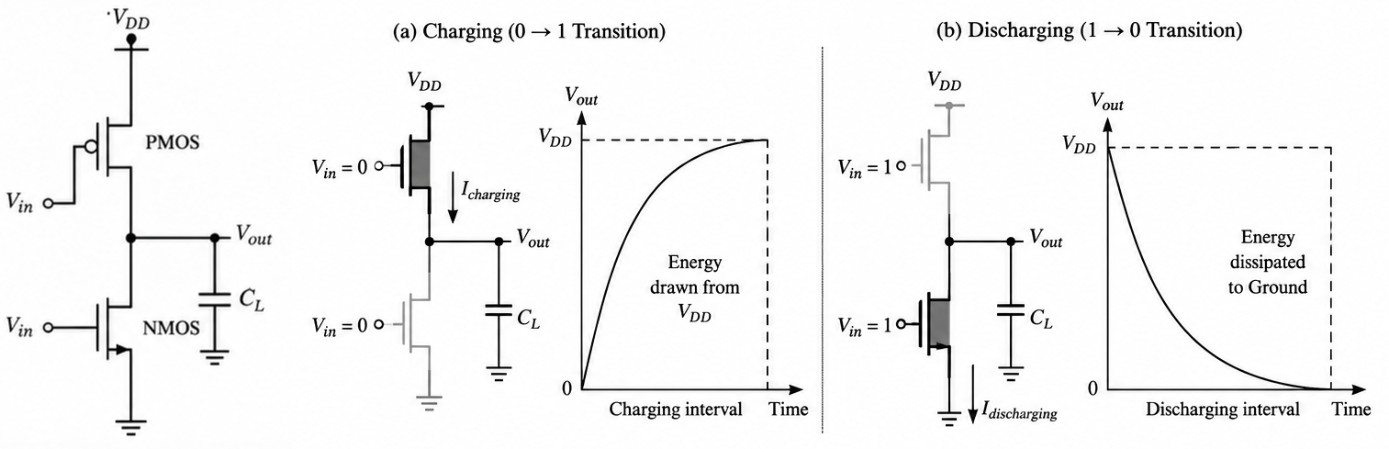 V_DD
PMOS
V_in
V_out
C_L
V_in
NMOS
(a) Charging (0 → 1 Transition)
V_DD
V_in = 0
I_charging
V_out
V_in = 0
C_L
V_out
V_DD
Energy
drawn from
V_DD
0
Charging interval
Time
(b) Discharging (1 → 0 Transition)
V_DD
V_in = 1
V_out
V_in = 1
C_L
I_discharging
V_out
V_DD
Energy
dissipated
to Ground
0
Discharging interval
Time